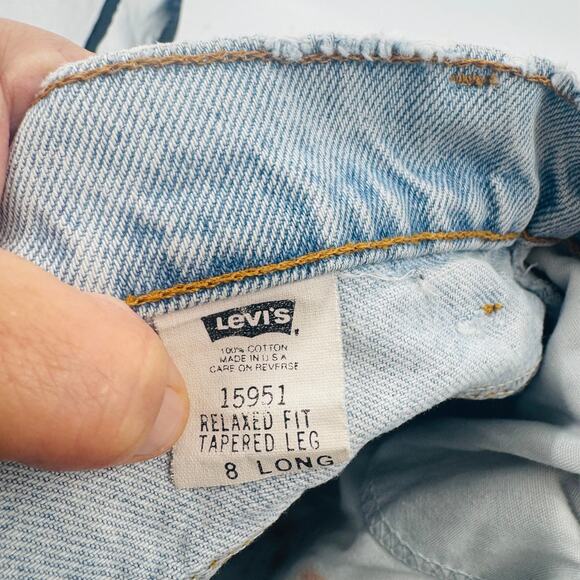 Levi's
100% COTTON
MADE IN U S A
CARE ON REVERSE
15951
RELAXED FIT
TAPERED LEG
8 LONG